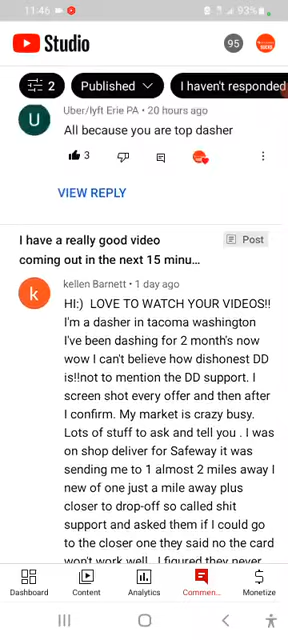 11:46 93%
Studio 95
2 Published I haven't responded
U
Uber/lyft Erie PA • 20 hours ago
All because you are top dasher
3
VIEW REPLY
I have a really good video
coming out in the next 15 minu...
Post
k
kellen Barnett • 1 day ago
HI:) LOVE TO WATCH YOUR VIDEOS!!
I'm a dasher in tacoma washington
I've been dashing for 2 month's now
wow I can't believe how dishonest DD
is!!not to mention the DD support. I
screen shot every offer and then after
I confirm. My market is crazy busy.
Lots of stuff to ask and tell you . I was
on shop deliver for Safeway it was
sending me to 1 almost 2 miles away I
new of one just a mile away plus
closer to drop-off so called shit
support and asked them if I could go
to the closer one they said no the card
won't work well.. I figured they never
Dashboard Content Analytics Commen... Monetize